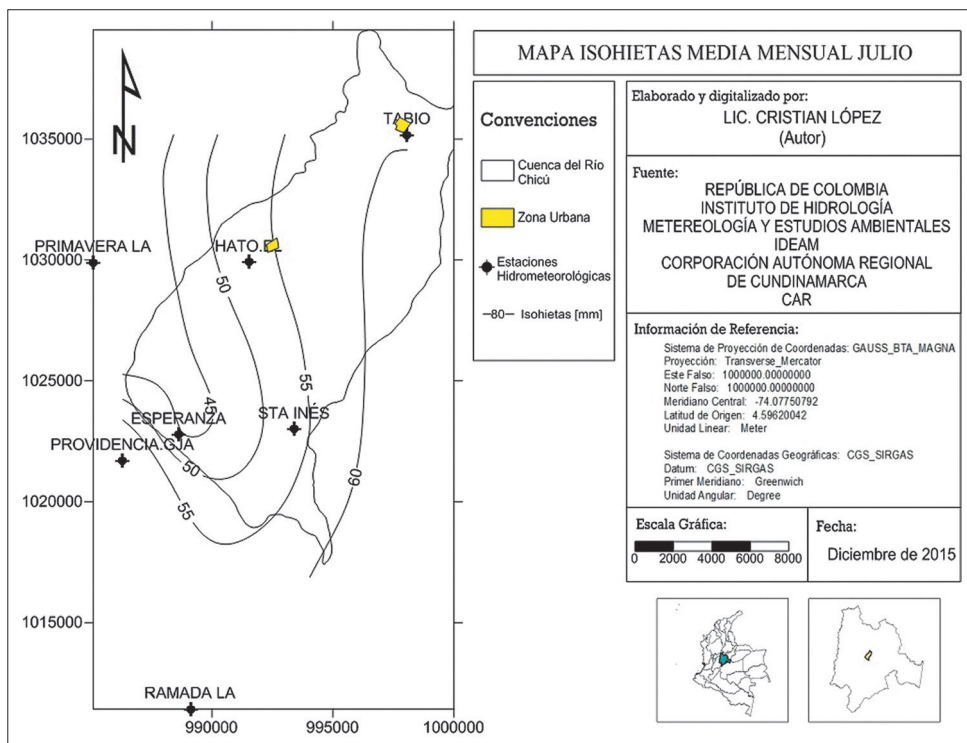 MAPA ISOHIETAS MEDIA MENSUAL JULIO
Elaborado y digitalizado por:
LIC. CRISTIAN LÓPEZ
(Autor)
Convenciones
Cuenca del Río
Chicú
Zona Urbana
Estaciones
Hidrometeorológicas
–80– Isohietas [mm]
Fuente:
REPÚBLICA DE COLOMBIA
INSTITUTO DE HIDROLOGÍA
METEREOLOGÍA Y ESTUDIOS AMBIENTALES
IDEAM
CORPORACIÓN AUTÓNOMA REGIONAL
DE CUNDINAMARCA
CAR
Información de Referencia:
Sistema de Proyección de Coordenadas: GAUSS_BTA_MAGNA
Proyección: Transverse_Mercator
Este Falso: 1000000.00000000
Norte Falso: 1000000.00000000
Meridiano Central: -74.07750792
Latitud de Origen: 4.59620042
Unidad Linear: Meter
Sistema de Coordenadas Geográficas: CGS_SIRGAS
Datum: CGS_SIRGAS
Primer Meridiano: Greenwich
Unidad Angular: Degree
Escala Gráfica:
0 2000 4000 6000 8000
Fecha:
Diciembre de 2015
N
1035000
1030000
1025000
1020000
1015000
990000 995000 1000000
TABIO
PRIMAVERA LA
HATO.EL
ESPERANZA
STA INÉS
PROVIDENCIA.GJA
RAMADA LA
50
45
55
60
50
55